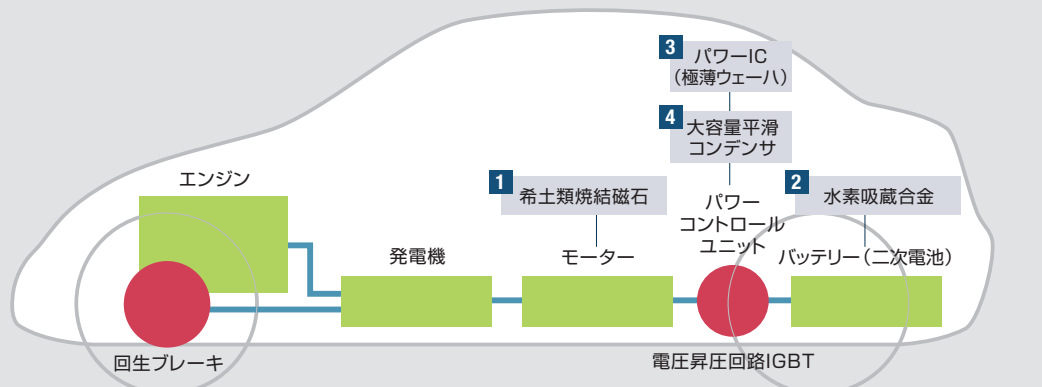 3
パワーIC
（極薄ウェーハ）
4
大容量平滑
コンデンサ
エンジン
1
希土類焼結磁石
2
水素吸蔵合金
パワー
コントロール
ユニット
発電機
モーター
バッテリー（二次電池）
回生ブレーキ
電圧昇圧回路IGBT